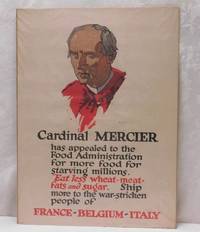 Cardinal MERCIER
has appealed to the
Food Administration
for more food for
starving millions.
Eat less wheat-meat-
fats and sugar. Ship
more to the war-stricken
people of
FRANCE-BELGIUM-ITALY